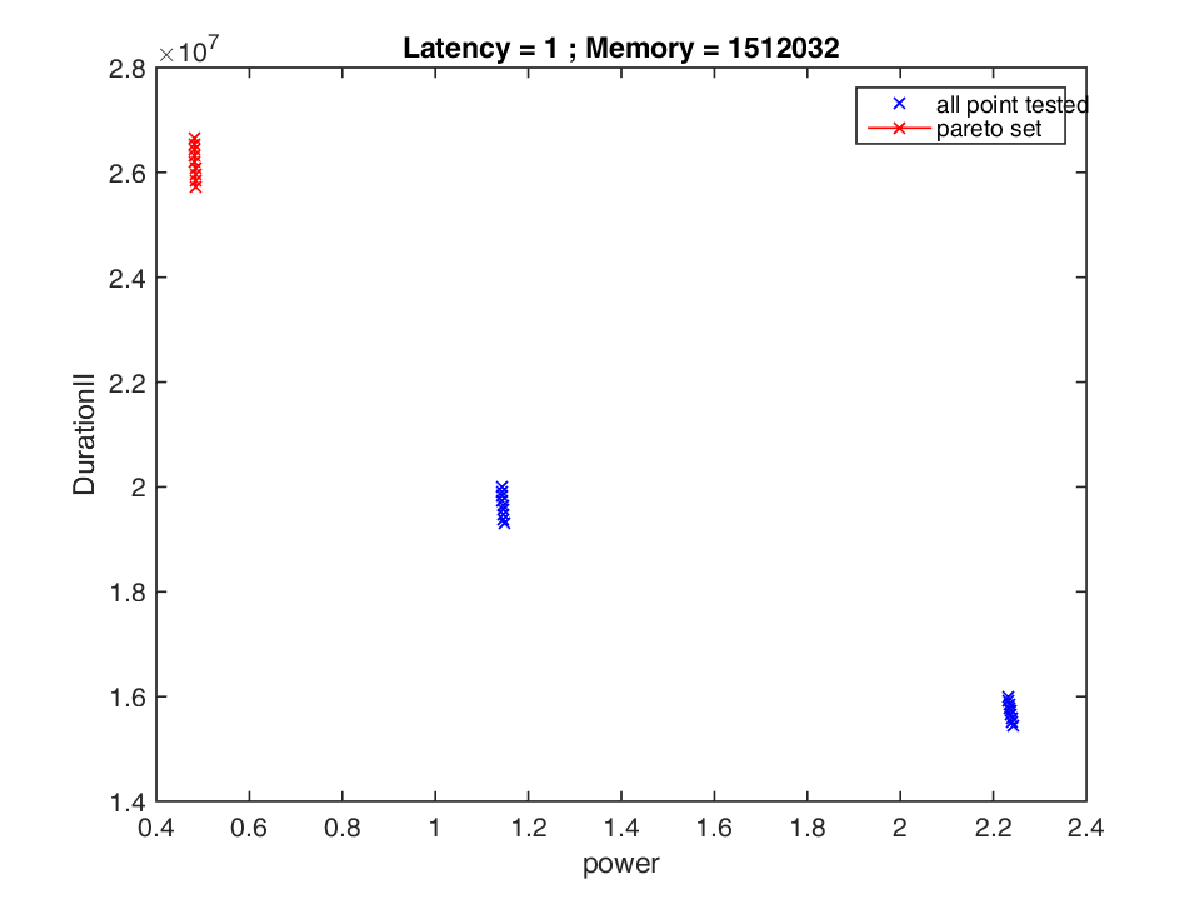 Latency = 1 ; Memory = 1512032
×10^7
all point tested
pareto set
2.8
2.6
2.4
2.2
2
1.8
1.6
1.4
DurationII
0.4 0.6 0.8 1 1.2 1.4 1.6 1.8 2 2.2 2.4
power